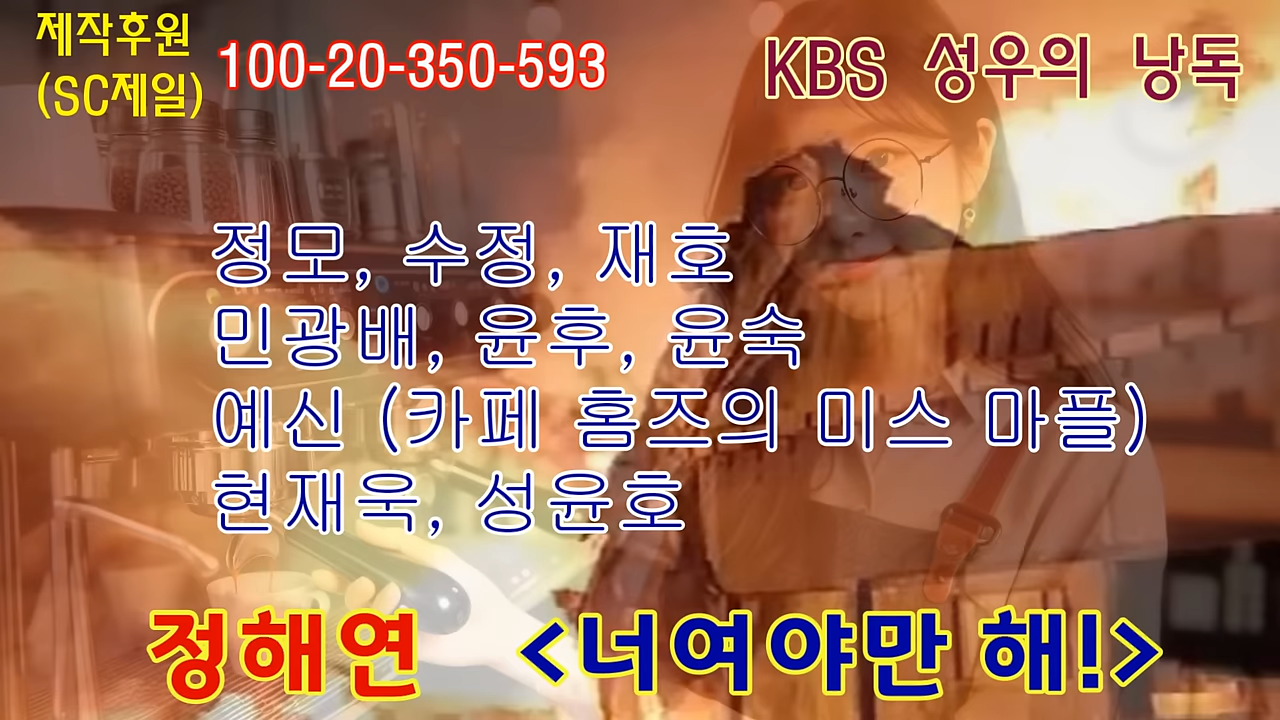 제작후원
(SC제일)
100-20-350-593
KBS 성우의 낭독
정모, 수정, 재호
민광배, 윤후, 윤숙
예신 (카페 홈즈의 미스 마플)
현재욱, 성윤호
정해연 <너여야만 해!>